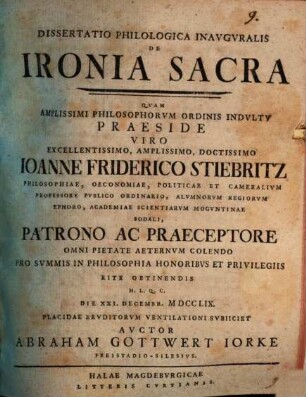 9.
DISSERTATIO PHILOLOGICA INAVGVRALIS
DE
IRONIA SACRA
QVAM
AMPLISSIMI PHILOSOPHORVM ORDINIS INDVLTV
PRAESIDE
VIRO
EXCELLENTISSIMO, AMPLISSIMO, DOCTISSIMO
IOANNE FRIDERICO STIEBRITZ
PHILOSOPHIAE, OECONOMIAE, POLITICAE ET CAMERALIVM
PROFESSORE PVBLICO ORDINARIO, ALVMNORVM REGIORVM
EPHORO, ACADEMIAE SCIENTIARVM MOGVNTINAE
SODALI,
PATRONO AC PRAECEPTORE
OMNI PIETATE AETERNVM COLENDO
PRO SVMMIS IN PHILOSOPHIA HONORIBVS ET PRIVILEGIIS
RITE OBTINENDIS
H. L. Q. C.
DIE XXI. DECEMBR. MDCCLIX.
PLACIDAE ERVDITORVM VENTILATIONI SVBIICIET
AVCTOR
ABRAHAM GOTTWERT IORKE
FREISTADIO-SILESIVS.
HALAE MAGDEBVRGICAE
LITTERIS CVRTIANIS.